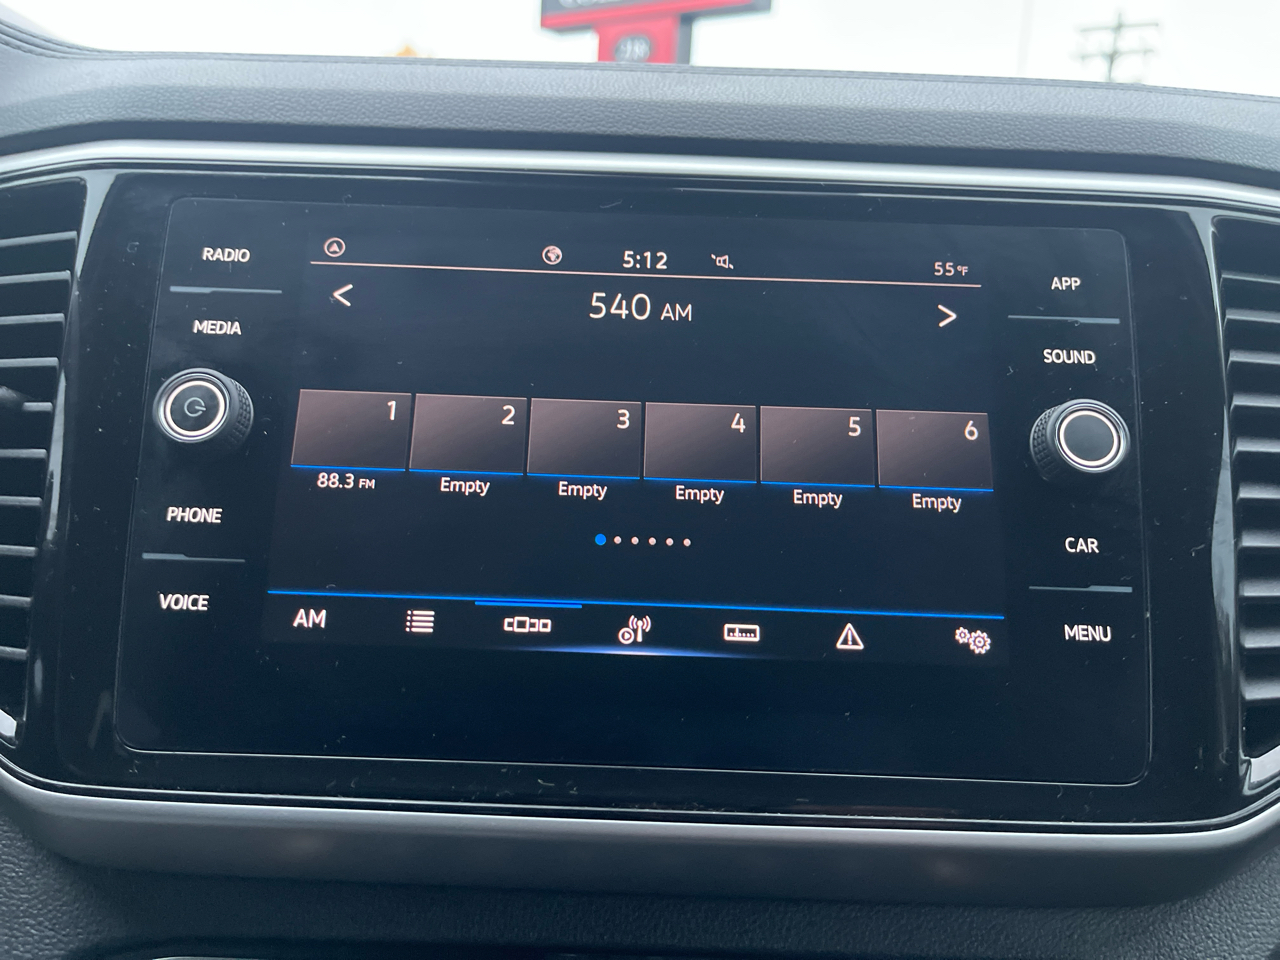 RADIO
MEDIA
PHONE
VOICE
5:12
55°F
540 AM
1
2
3
4
5
6
88.3 FM
Empty
Empty
Empty
Empty
Empty
AM
APP
SOUND
CAR
MENU